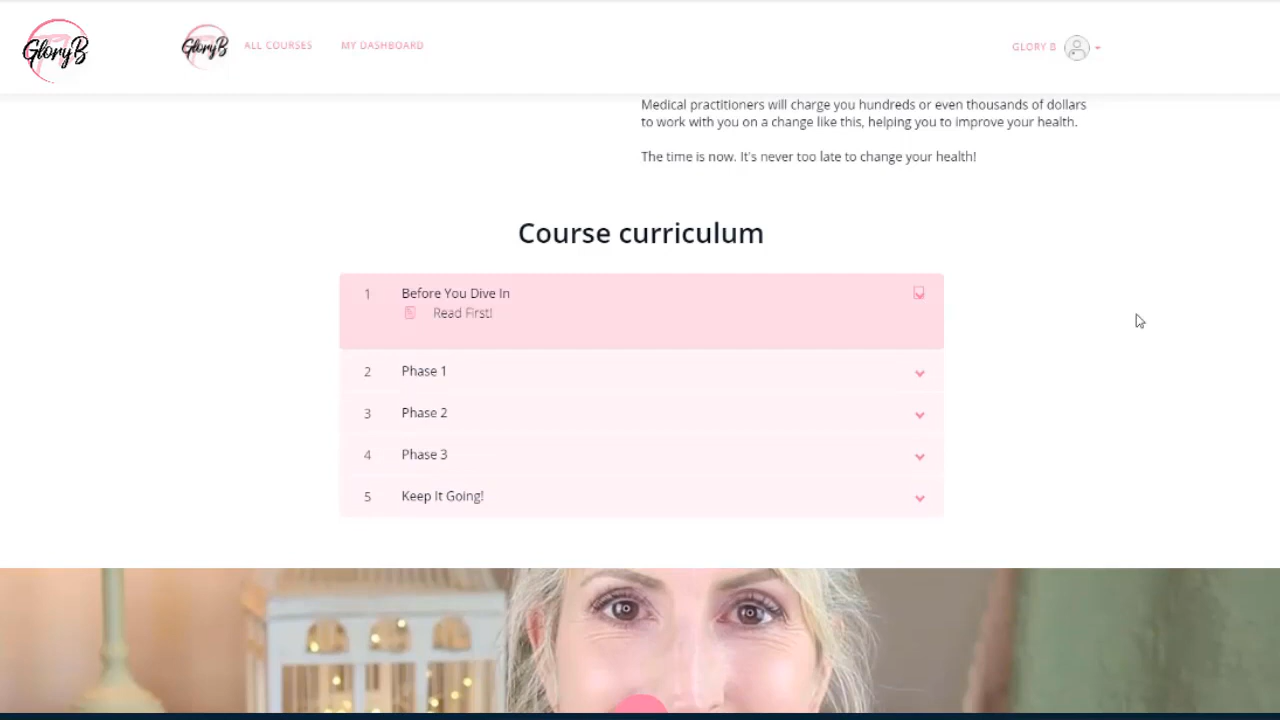 GloryB
GloryB
ALL COURSES
MY DASHBOARD
GLORY B
Medical practitioners will charge you hundreds or even thousands of dollars
to work with you on a change like this, helping you to improve your health.
The time is now. It's never too late to change your health!
Course curriculum
1 Before You Dive In
Read First!
2 Phase 1
3 Phase 2
4 Phase 3
5 Keep It Going!